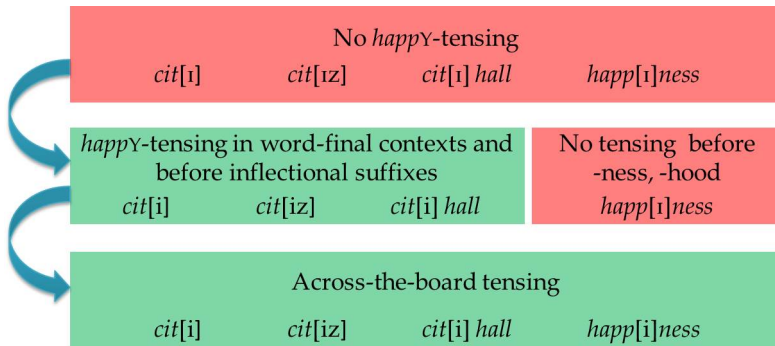 No happY-tensing
cit[ɪ] cit[ɪz] cit[ɪ] hall happ[ɪ]ness
happY-tensing in word-final contexts and
before inflectional suffixes
cit[i] cit[iz] cit[i] hall
No tensing before
-ness, -hood
happ[ɪ]ness
Across-the-board tensing
cit[i] cit[iz] cit[i] hall happ[i]ness